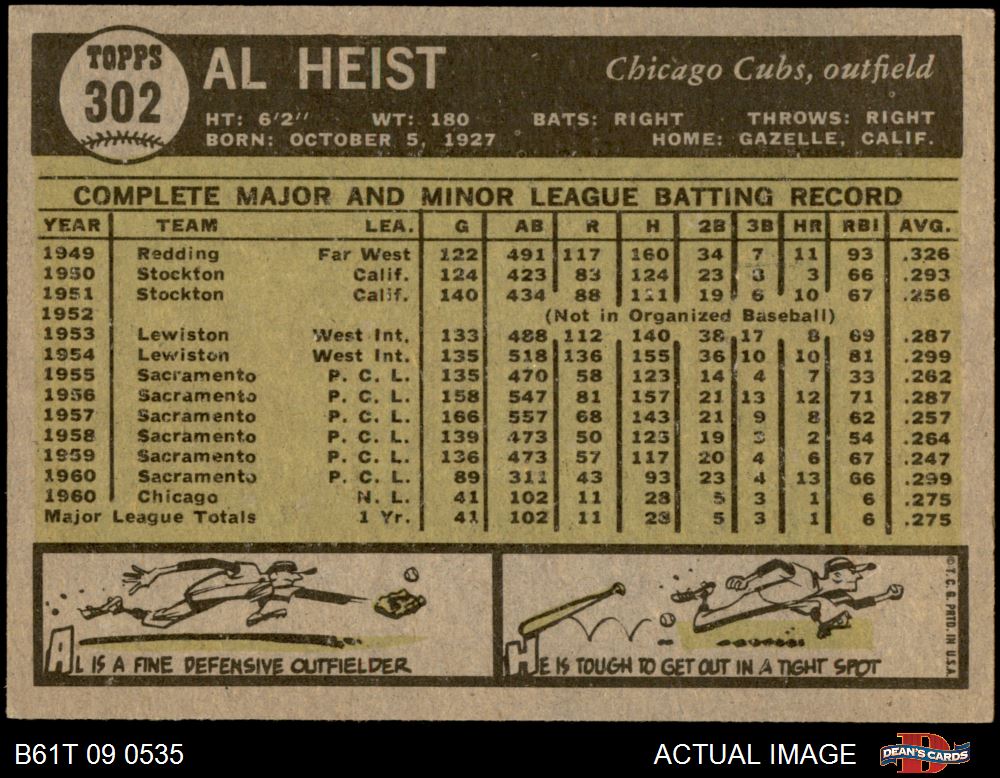 TOPPS
302
AL HEIST
Chicago Cubs, outfield
HT: 6'2" WT: 180 BATS: RIGHT THROWS: RIGHT
BORN: OCTOBER 5, 1927 HOME: GAZELLE, CALIF.
COMPLETE MAJOR AND MINOR LEAGUE BATTING RECORD
YEAR TEAM LEA. G AB R H 2B 3B HR RBI AVG.
1949 Redding Far West 122 491 117 160 34 7 11 93 .326
1950 Stockton Calif. 124 423 83 124 23 3 3 66 .293
1951 Stockton Calif. 140 434 88 111 19 6 10 67 .256
1952 (Not in Organized Baseball)
1953 Lewiston West Int. 133 488 112 140 38 17 8 69 .287
1954 Lewiston West Int. 135 518 136 155 36 10 10 81 .299
1955 Sacramento P. C. L. 135 470 58 123 14 4 7 33 .262
1956 Sacramento P. C. L. 158 547 81 157 21 13 12 71 .287
1957 Sacramento P. C. L. 166 557 68 143 21 9 8 62 .257
1958 Sacramento P. C. L. 139 473 50 125 19 3 2 54 .264
1959 Sacramento P. C. L. 136 473 57 117 20 4 6 67 .247
1960 Sacramento P. C. L. 89 311 43 93 23 4 13 66 .299
1960 Chicago N. L. 41 102 11 28 5 3 1 6 .275
Major League Totals 1 Yr. 41 102 11 28 5 3 1 6 .275
AL IS A FINE DEFENSIVE OUTFIELDER
HE IS TOUGH TO GET OUT IN A TIGHT SPOT
© T. C. G. PRTD. IN U.S.A.
B61T 09 0535
ACTUAL IMAGE
DEAN'S CARDS